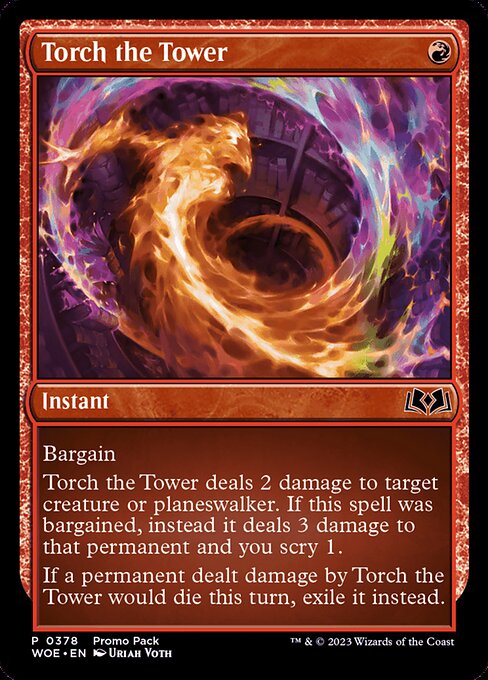 Torch the Tower
Instant
Bargain
Torch the Tower deals 2 damage to target
creature or planeswalker. If this spell was
bargained, instead it deals 3 damage to
that permanent and you scry 1.
If a permanent dealt damage by Torch the
Tower would die this turn, exile it instead.
P 0378 Promo Pack
WOE • EN Uriah Voth
™ & © 2023 Wizards of the Coast